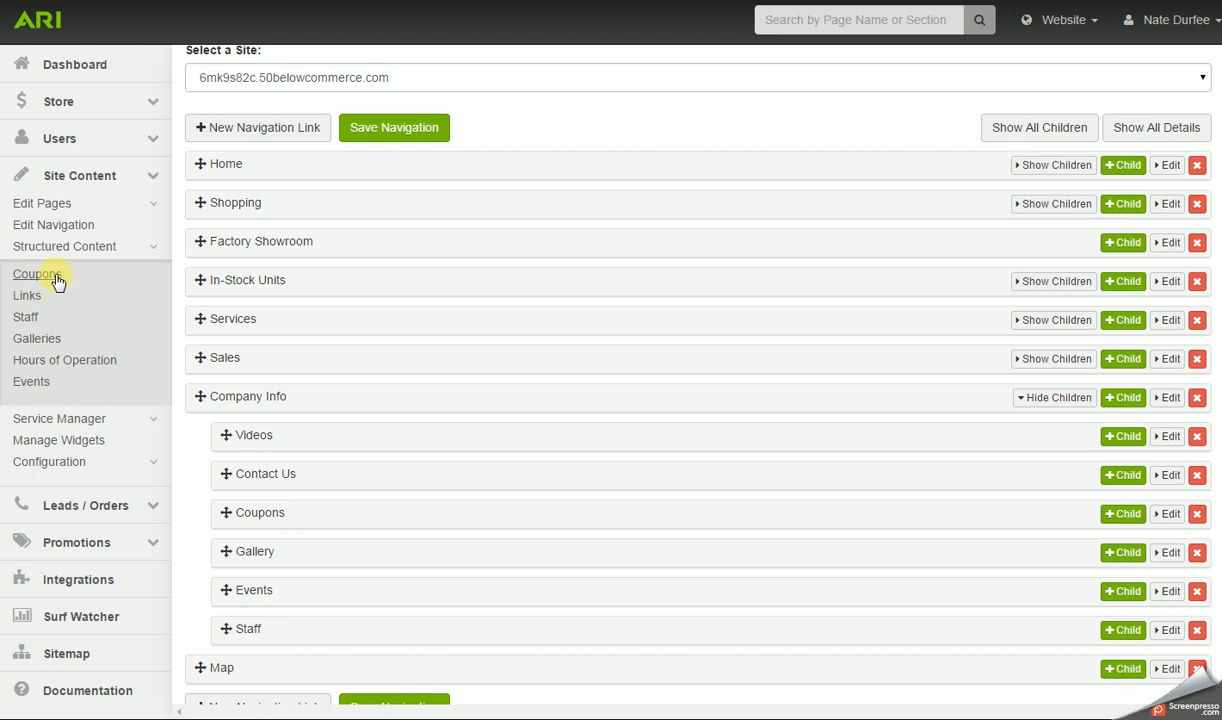 ARI
Search by Page Name or Section
Website
Nate Durfee
Dashboard
Store
Users
Site Content
Edit Pages
Edit Navigation
Structured Content
Coupons
Links
Staff
Galleries
Hours of Operation
Events
Service Manager
Manage Widgets
Configuration
Leads / Orders
Promotions
Integrations
Surf Watcher
Sitemap
Documentation
Select a Site:
6mk9s82c.50belowcommerce.com
New Navigation Link Save Navigation Show All Children Show All Details
Home Show Children Child Edit
Shopping Show Children Child Edit
Factory Showroom Child Edit
In-Stock Units Show Children Child Edit
Services Show Children Child Edit
Sales Show Children Child Edit
Company Info Hide Children Child Edit
Videos Child Edit
Contact Us Child Edit
Coupons Child Edit
Gallery Child Edit
Events Child Edit
Staff Child Edit
Map Child Edit
Screenpresso
.com